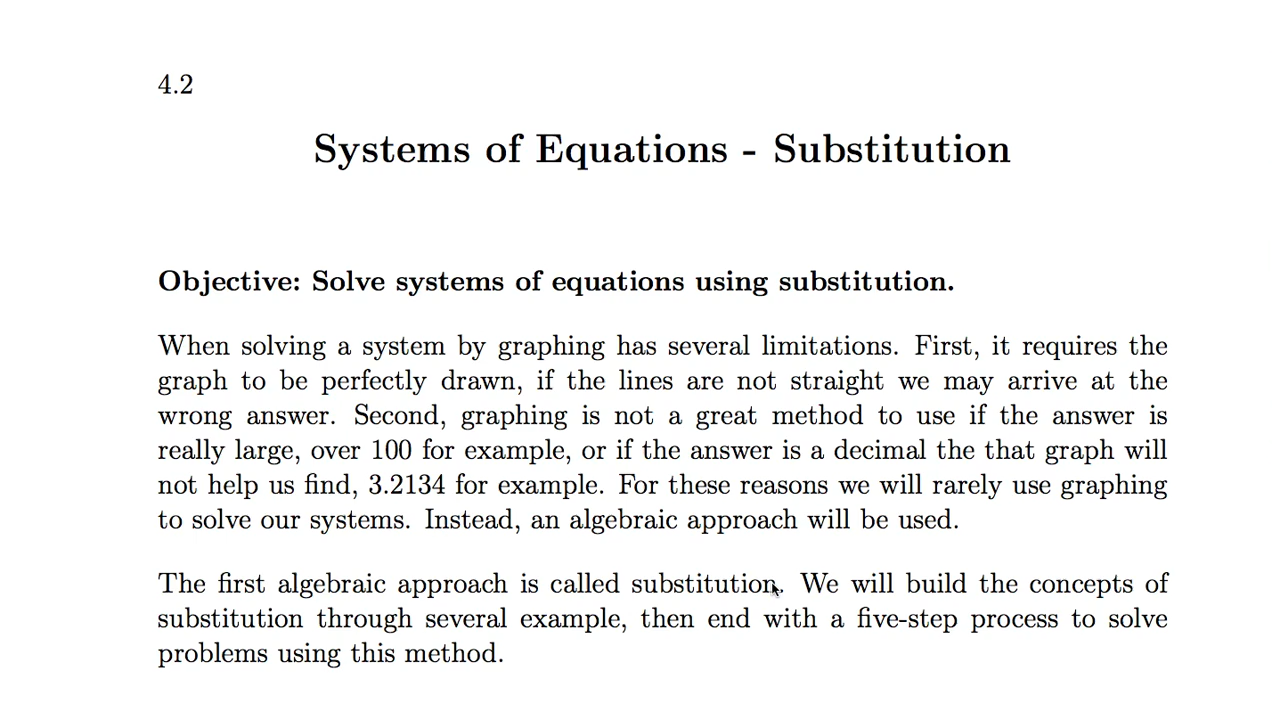 4.2
Systems of Equations - Substitution
Objective: Solve systems of equations using substitution.
When solving a system by graphing has several limitations. First, it requires the
graph to be perfectly drawn, if the lines are not straight we may arrive at the
wrong answer. Second, graphing is not a great method to use if the answer is
really large, over 100 for example, or if the answer is a decimal the that graph will
not help us find, 3.2134 for example. For these reasons we will rarely use graphing
to solve our systems. Instead, an algebraic approach will be used.
The first algebraic approach is called substitution. We will build the concepts of
substitution through several example, then end with a five-step process to solve
problems using this method.